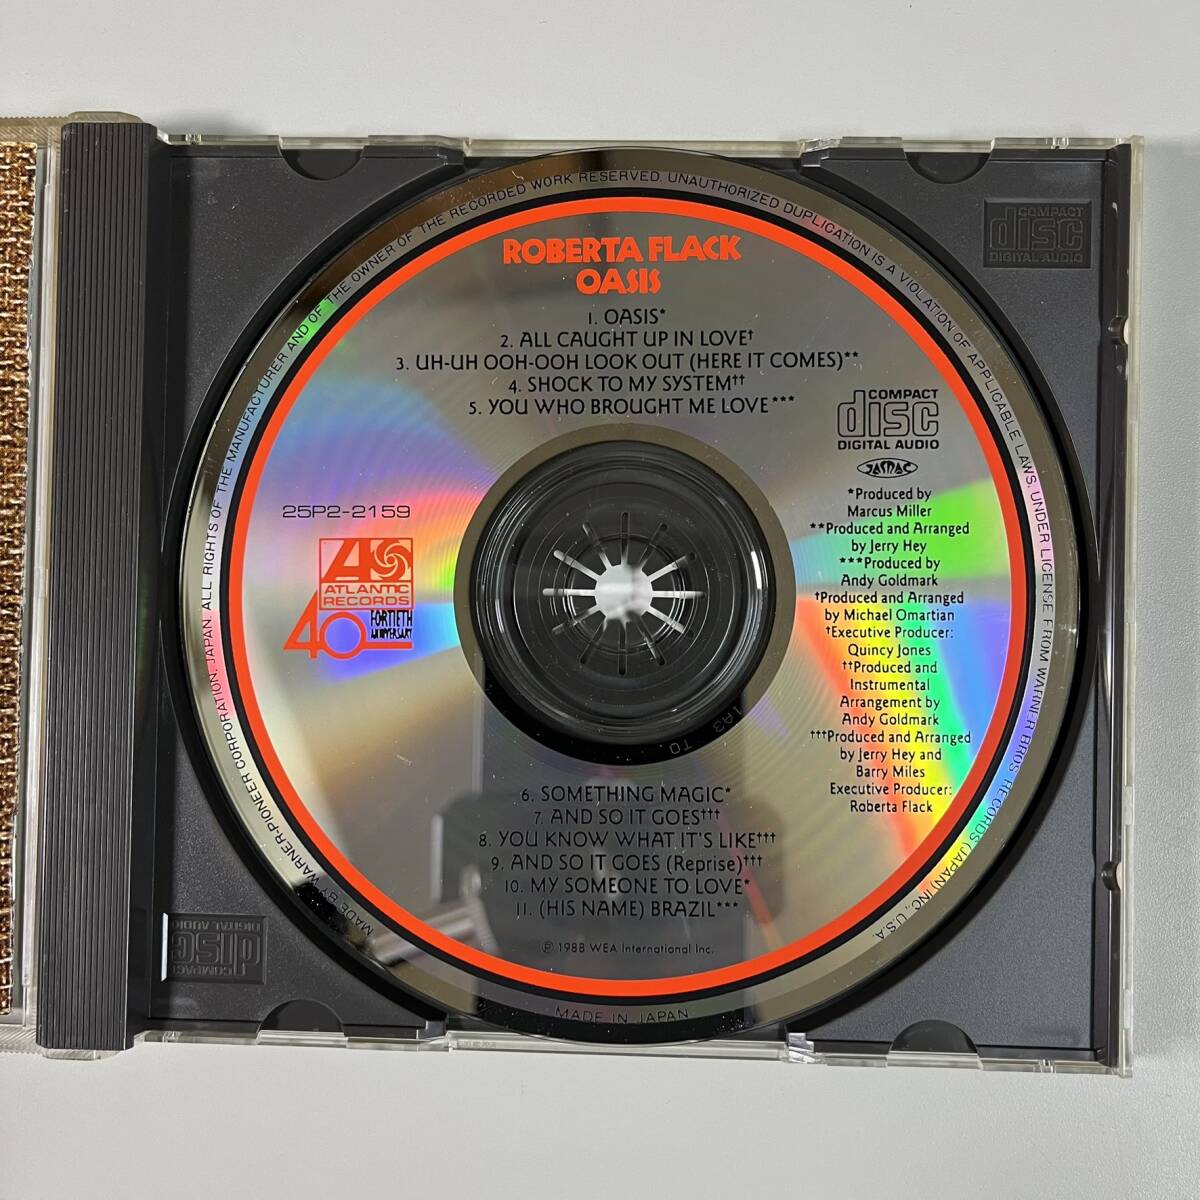 ROBERTA FLACK
OASIS
1. OASIS*
2. ALL CAUGHT UP IN LOVE†
3. UH-UH OOH-OOH LOOK OUT (HERE IT COMES)**
4. SHOCK TO MY SYSTEM††
5. YOU WHO BROUGHT ME LOVE***
COMPACT
disc
DIGITAL AUDIO
JASRAC
25P2-2159
ATLANTIC
RECORDS
40
FORTIETH
ANNIVERSARY
*Produced by
Marcus Miller
**Produced and Arranged
by Jerry Hey
***Produced by
Andy Goldmark
†Produced and Arranged
by Michael Omartian
†Executive Producer:
Quincy Jones
††Produced and
Instrumental
Arrangement by
Andy Goldmark
†††Produced and Arranged
by Jerry Hey and
Barry Miles
Executive Producer:
Roberta Flack
6. SOMETHING MAGIC*
7. AND SO IT GOES†††
8. YOU KNOW WHAT IT'S LIKE†††
9. AND SO IT GOES (Reprise)†††
10. MY SOMEONE TO LOVE*
11. (HIS NAME) BRAZIL***
℗ 1988 WEA International Inc.
MADE BY WARNER-PIONEER CORPORATION, JAPAN. ALL RIGHTS OF THE MANUFACTURER AND OF THE OWNER OF THE RECORDED WORK RESERVED. UNAUTHORIZED DUPLICATION IS A VIOLATION OF APPLICABLE LAWS. UNDER LICENSE FROM WARNER BROS. RECORDS (JAPAN) INC., U.S.A.
MADE IN JAPAN
1A3 TO
COMPACT
disc
DIGITAL AUDIO
COMPACT
disc
DIGITAL AUDIO